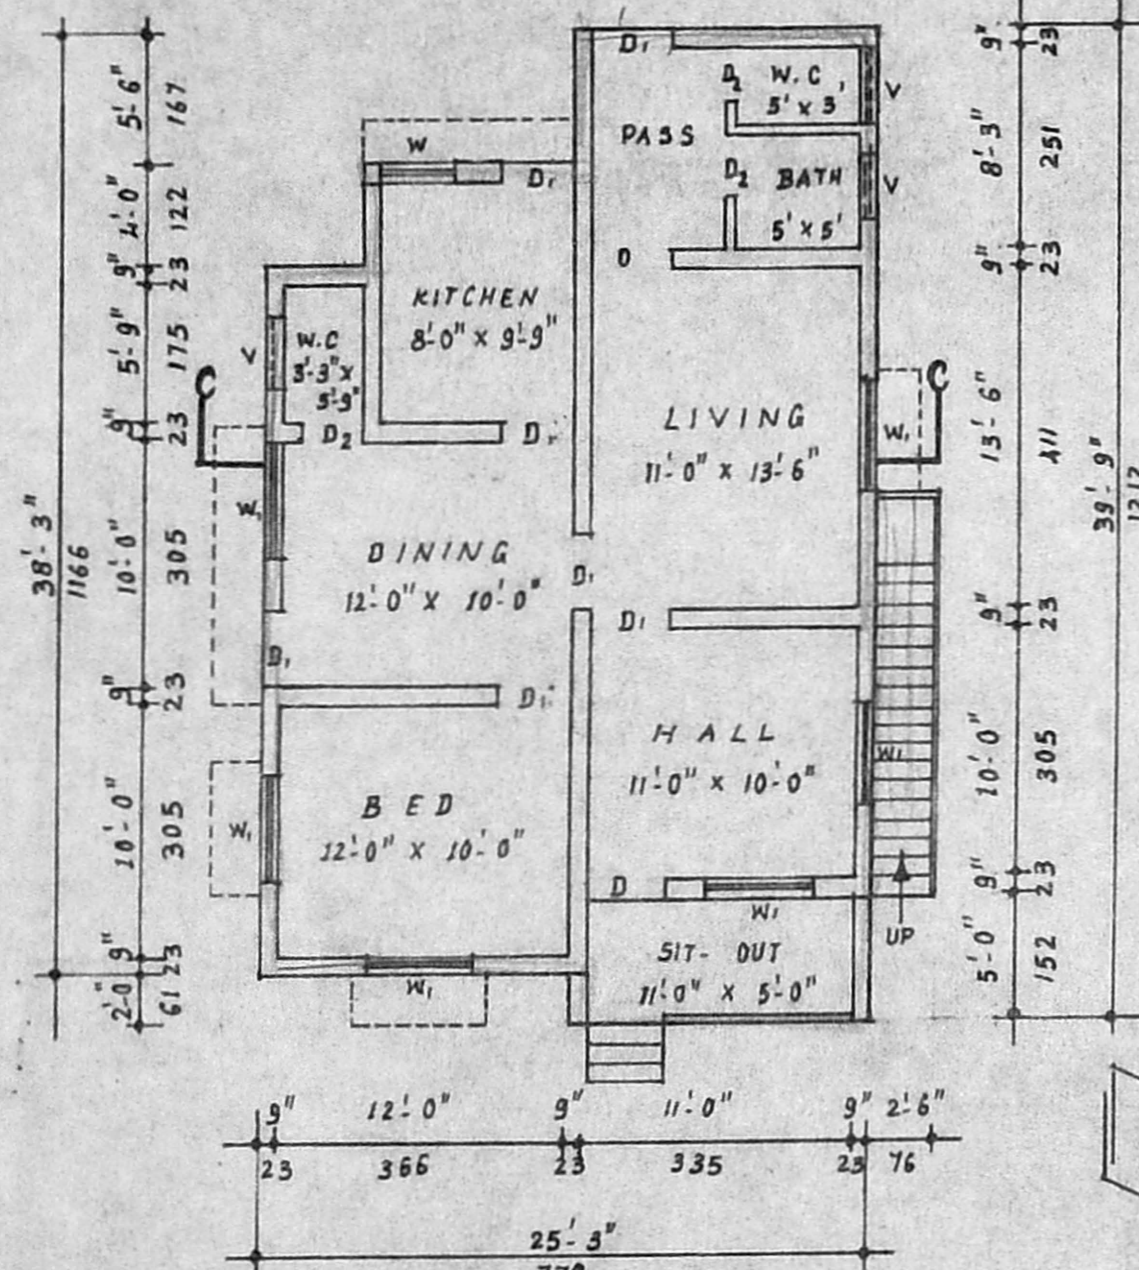 D1
D2 W.C
5' x 3'
V
PASS
D2 BATH
5' x 5'
V
D
W
D1
KITCHEN
8'-0" x 9'-9"
V
W.C
3'-3" x
5'-9"
D2
D1
C
C
W1
LIVING
11'-0" x 13'-6"
W1
DINING
12'-0" x 10'-0"
D1
D1
D1
D1
HALL
11'-0" x 10'-0"
W1
BED
12'-0" x 10'-0"
W1
D
W1
W1
UP
SIT-OUT
11'-0" x 5'-0"
5'-6" 167
4'-0" 122
9" 23
5'-9" 175
9" 23
10'-0" 305
9" 23
10'-0" 305
9" 23
2'-0" 61
38'-3"
1166
9" 23
8'-3" 251
9" 23
13'-6" 411
9" 23
10'-0" 305
9" 23
5'-0" 152
39'-9"
9" 12'-0" 9" 11'-0" 9" 2'-6"
23 366 23 335 23 76
25'-3"